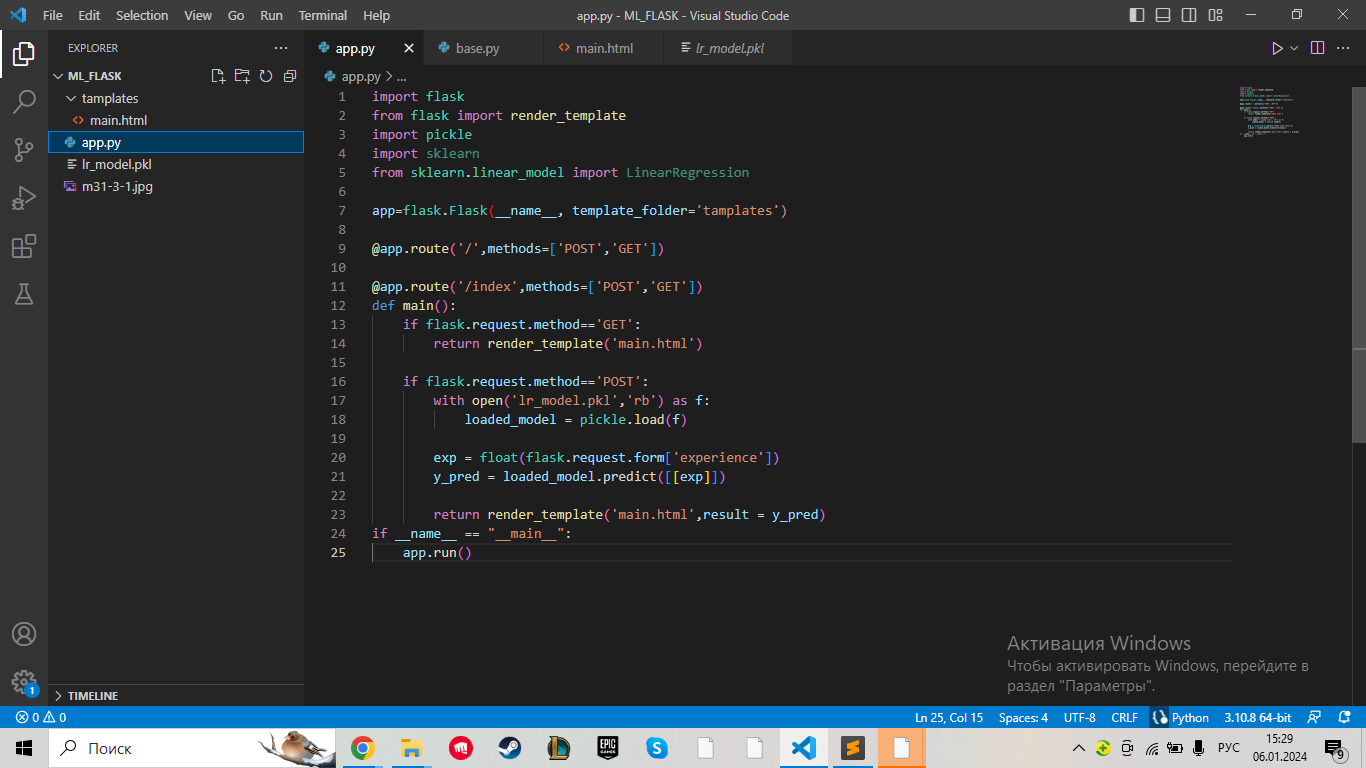 File Edit Selection View Go Run Terminal Help
app.py - ML_FLASK - Visual Studio Code
EXPLORER
ML_FLASK
tamplates
main.html
app.py
lr_model.pkl
m31-3-1.jpg
TIMELINE
app.py
base.py
main.html
lr_model.pkl
app.py > ...
1 import flask
2 from flask import render_template
3 import pickle
4 import sklearn
5 from sklearn.linear_model import LinearRegression
6
7 app=flask.Flask(__name__, template_folder='tamplates')
8
9 @app.route('/',methods=['POST','GET'])
10
11 @app.route('/index',methods=['POST','GET'])
12 def main():
13     if flask.request.method=='GET':
14         return render_template('main.html')
15
16     if flask.request.method=='POST':
17         with open('lr_model.pkl','rb') as f:
18             loaded_model = pickle.load(f)
19
20         exp = float(flask.request.form['experience'])
21         y_pred = loaded_model.predict([[exp]])
22
23         return render_template('main.html',result = y_pred)
24 if __name__ == "__main__":
25     app.run()
Активация Windows
Чтобы активировать Windows, перейдите в
раздел "Параметры".
1
0 0
Ln 25, Col 15 Spaces: 4 UTF-8 CRLF Python 3.10.8 64-bit
Поиск
EPIC GAMES
РУС
15:29
06.01.2024
9